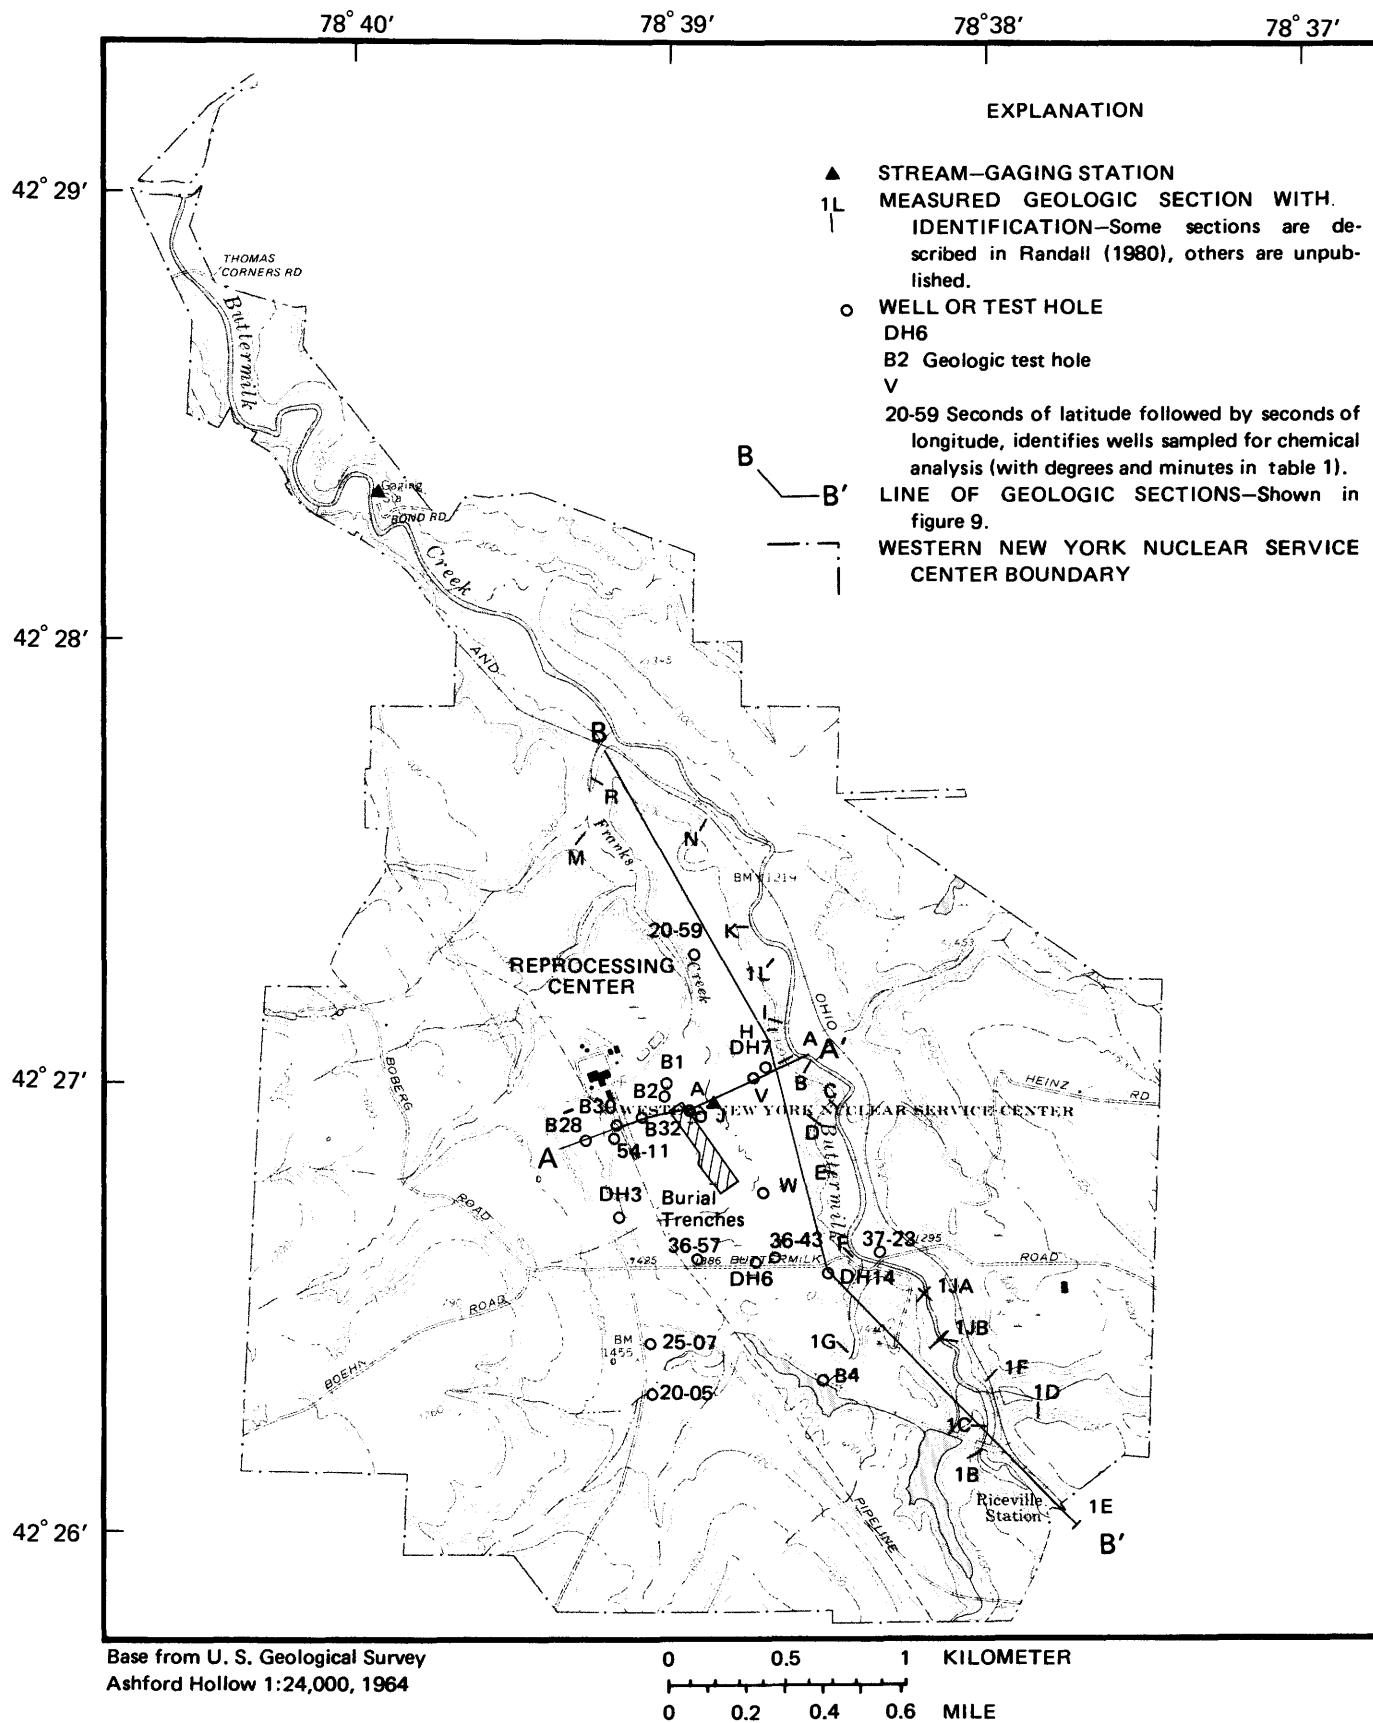 78° 40′ 78° 39′ 78° 38′ 78° 37′
EXPLANATION
STREAM–GAGING STATION
1L MEASURED GEOLOGIC SECTION WITH
IDENTIFICATION–Some sections are de-
scribed in Randall (1980), others are unpub-
lished.
WELL OR TEST HOLE
DH6
B2 Geologic test hole
V
20-59 Seconds of latitude followed by seconds of
longitude, identifies wells sampled for chemical
analysis (with degrees and minutes in table 1).
B
B′ LINE OF GEOLOGIC SECTIONS–Shown in
figure 9.
WESTERN NEW YORK NUCLEAR SERVICE
CENTER BOUNDARY
42° 29′
THOMAS
CORNERS RD
Buttermilk
Gaging
Sta
BOND RD
Creek
42° 28′
AND
B
R
Franks
N
M
BM 1219
20-59
K
REPROCESSING
CENTER
1L
Creek
OHIO
I
H
A
A′
DH7
42° 27′
BOBERG
B1
B
HEINZ RD
B2
A
V
C
B30
WESTERN NEW YORK NUCLEAR SERVICE CENTER
J
B28
B32
D
Buttermilk
A
54-11
E
W
DH3
Burial
Trenches
ROAD
36-57
36-43
F
37-23
1295
1425
BUTTERMILK
ROAD
DH6
DH14
1JA
ROAD
BOEHN
BM
1455
25-07
1G
1JB
1F
B4
20-05
1D
1C
1B
PIPELINE
Riceville
Station
1E
42° 26′
B′
Base from U. S. Geological Survey
Ashford Hollow 1:24,000, 1964
0 0.5 1 KILOMETER
0 0.2 0.4 0.6 MILE